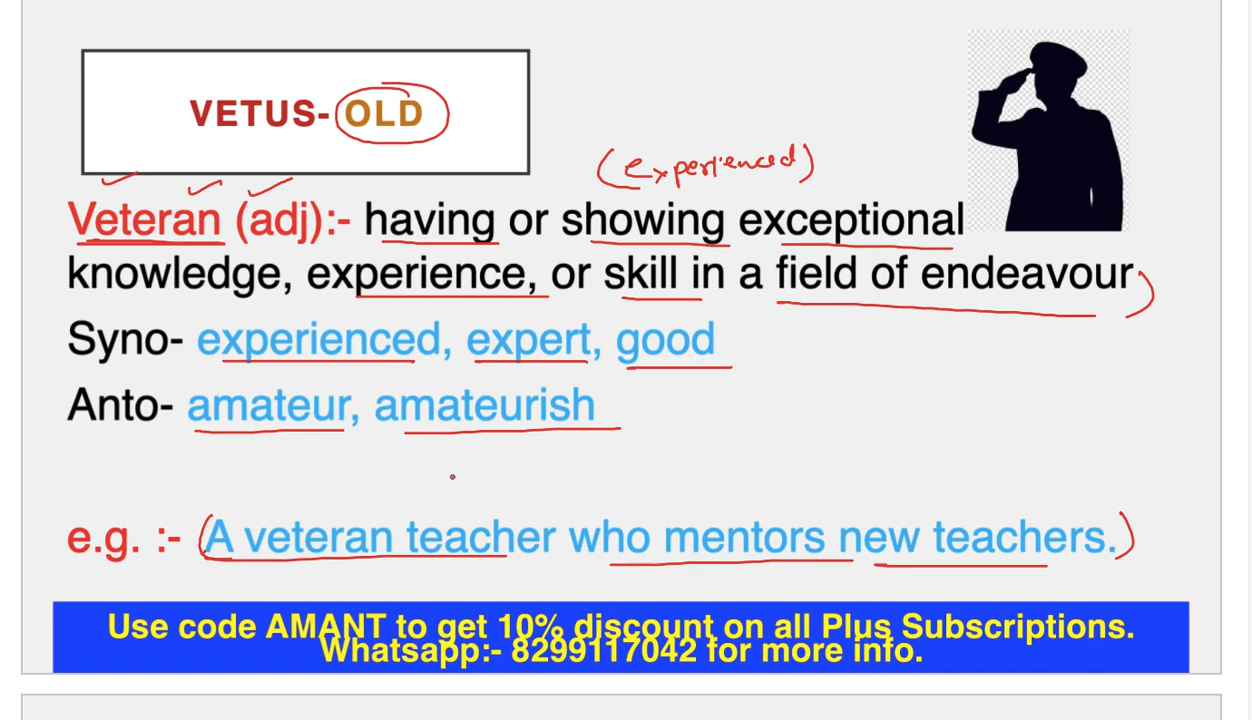 VETUS- OLD
(experienced)
Veteran (adj):- having or showing exceptional
knowledge, experience, or skill in a field of endeavour
Syno- experienced, expert, good
Anto- amateur, amateurish
e.g. :- A veteran teacher who mentors new teachers.
Use code AMANT to get 10% discount on all Plus Subscriptions.
Whatsapp:- 8299117042 for more info.